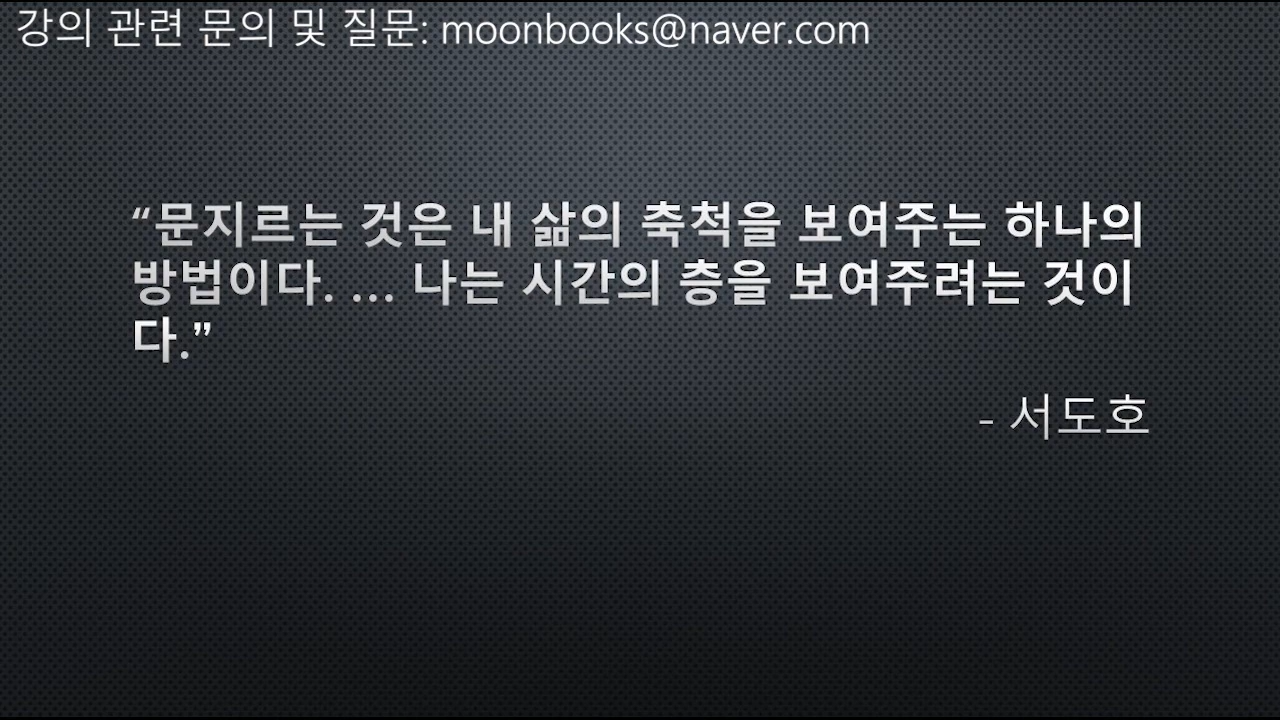 강의 관련 문의 및 질문: moonbooks@naver.com
“문지르는 것은 내 삶의 축척을 보여주는 하나의
방법이다. … 나는 시간의 층을 보여주려는 것이
다.”
- 서도호